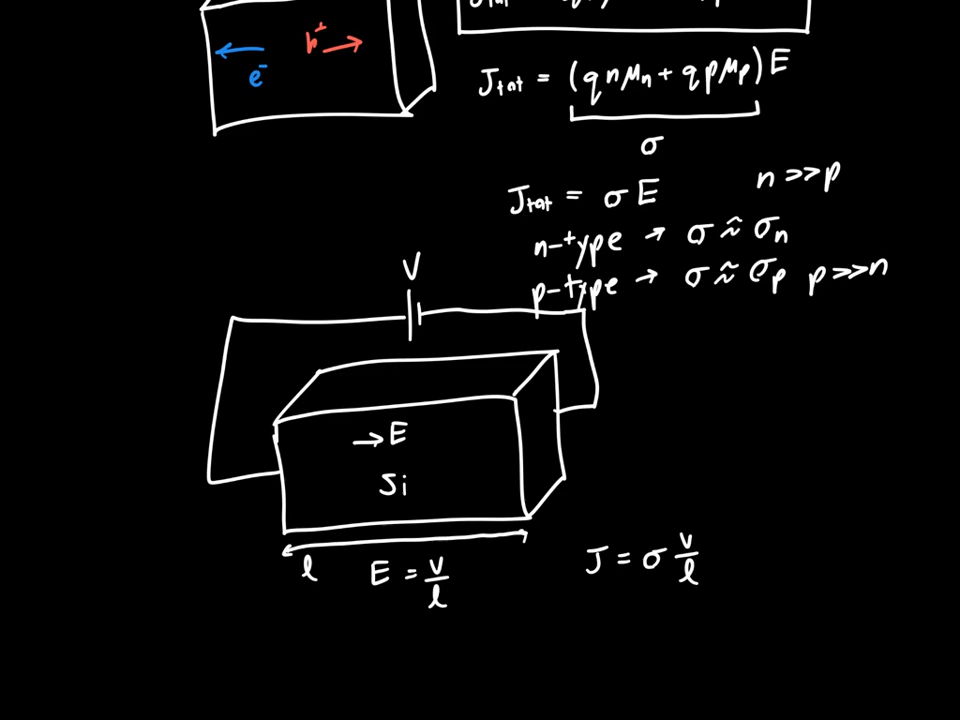 h⁺
e⁻
J_tot = (qnμ_n + qpμ_p)E
σ
n >> p
J_tot = σE
n-type → σ ≈ σ_n
p-type → σ ≈ σ_p p >> n
V
→ E
Si
l E = V/l
J = σ V/l